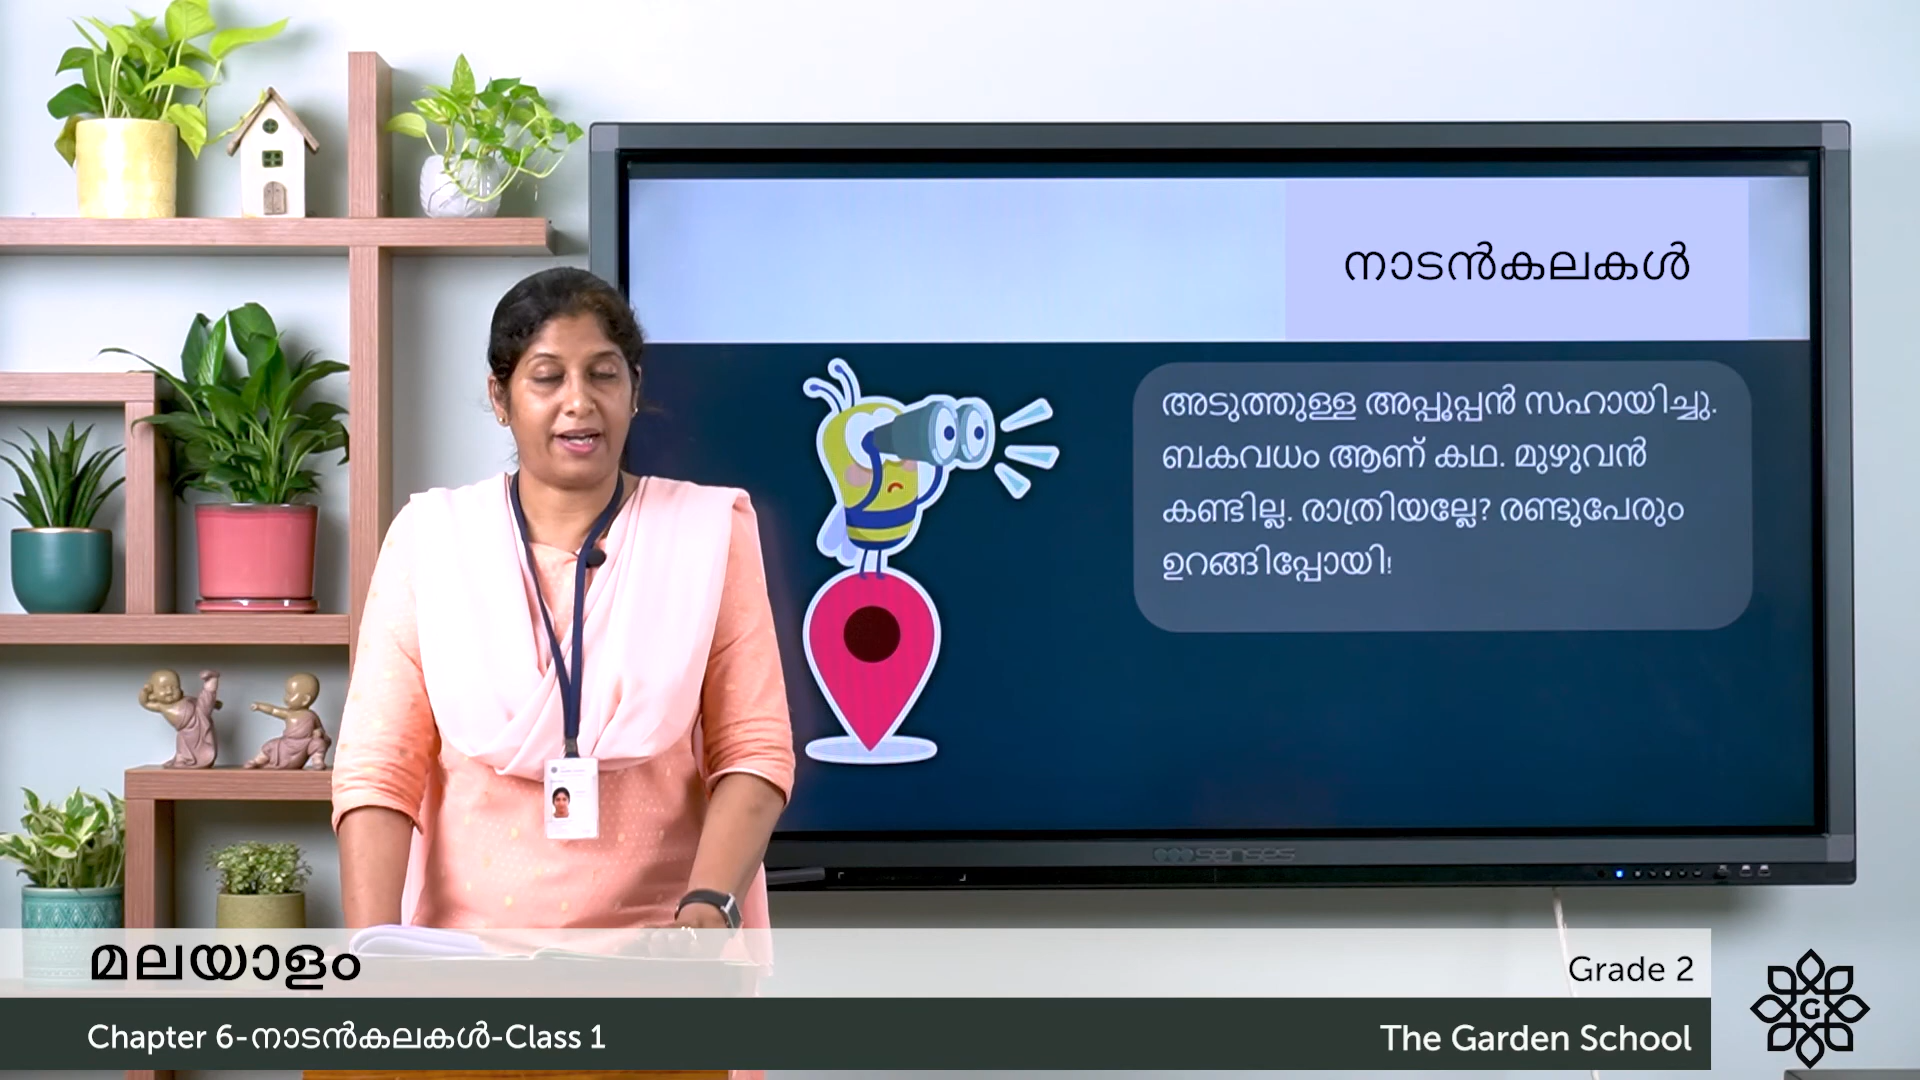 നാടൻകലകൾ
അടുത്തുള്ള അപ്പൂപ്പൻ സഹായിച്ചു.
ബകവധം ആണ് കഥ. മുഴുവൻ
കണ്ടില്ല. രാത്രിയല്ലേ? രണ്ടുപേരും
ഉറങ്ങിപ്പോയി!
senses
മലയാളം
Grade 2
Chapter 6-നാടൻകലകൾ-Class 1
The Garden School
G